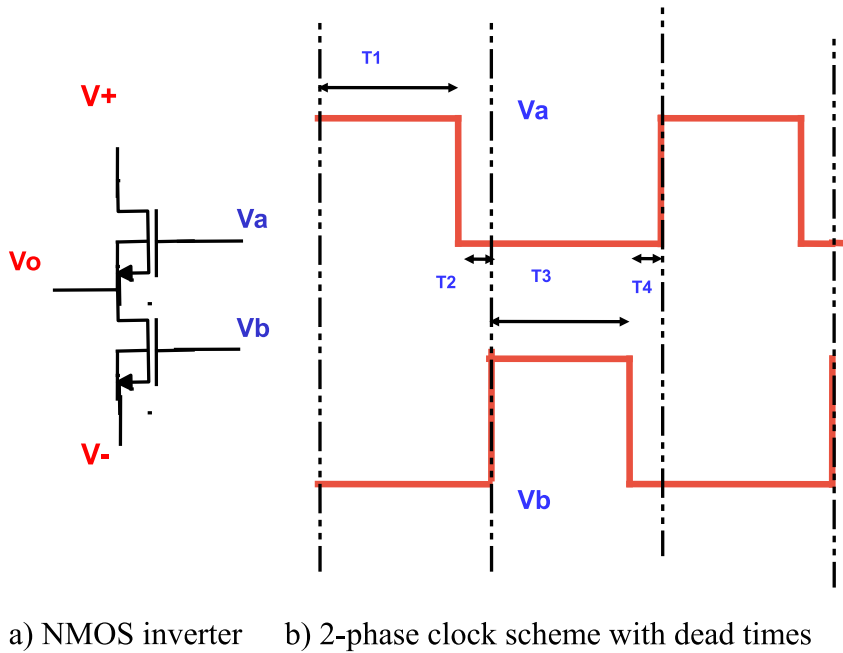 T1
V+
Va
Va
Vo
T2
T3
T4
Vb
V-
Vb
a) NMOS inverter
b) 2-phase clock scheme with dead times